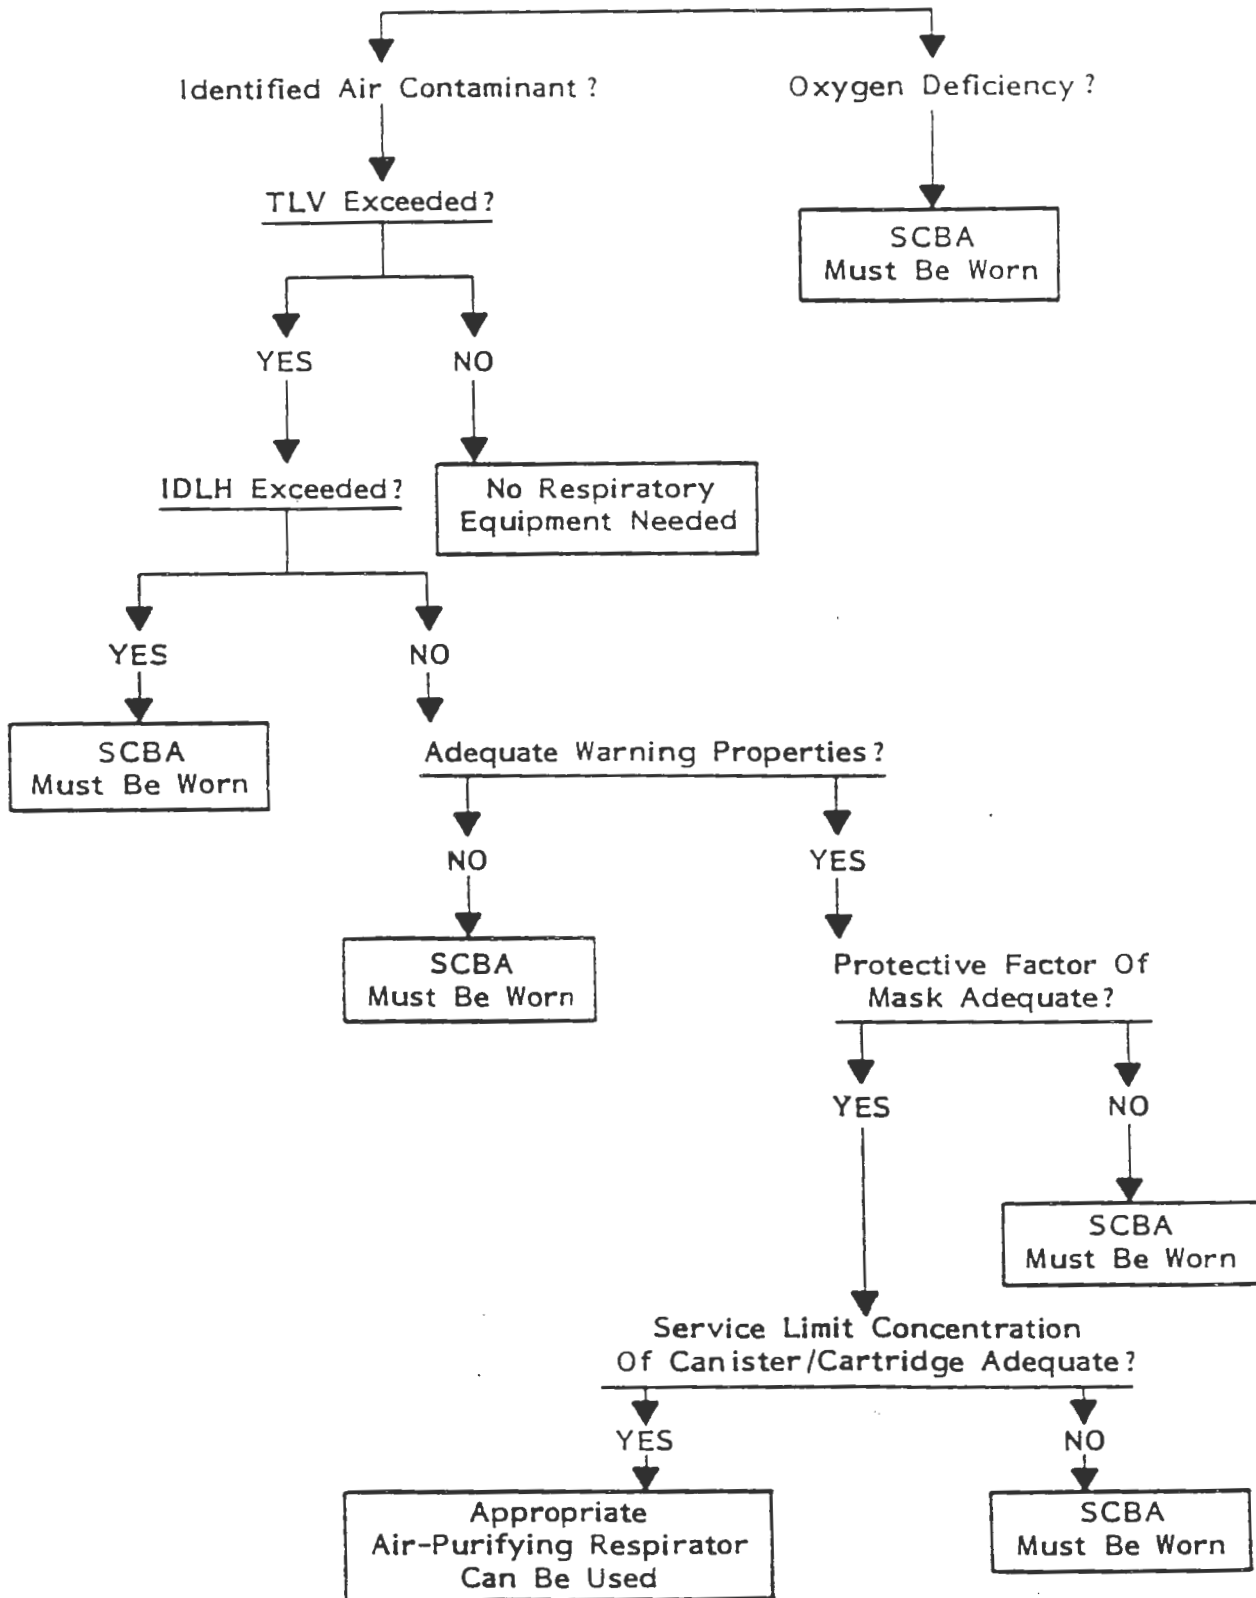 Identified Air Contaminant?
Oxygen Deficiency?
TLV Exceeded?
SCBA
Must Be Worn
YES
NO
IDLH Exceeded?
No Respiratory
Equipment Needed
YES
NO
SCBA
Must Be Worn
Adequate Warning Properties?
NO
YES
SCBA
Must Be Worn
Protective Factor Of
Mask Adequate?
YES
NO
SCBA
Must Be Worn
Service Limit Concentration
Of Canister/Cartridge Adequate?
YES
NO
Appropriate
Air-Purifying Respirator
Can Be Used
SCBA
Must Be Worn